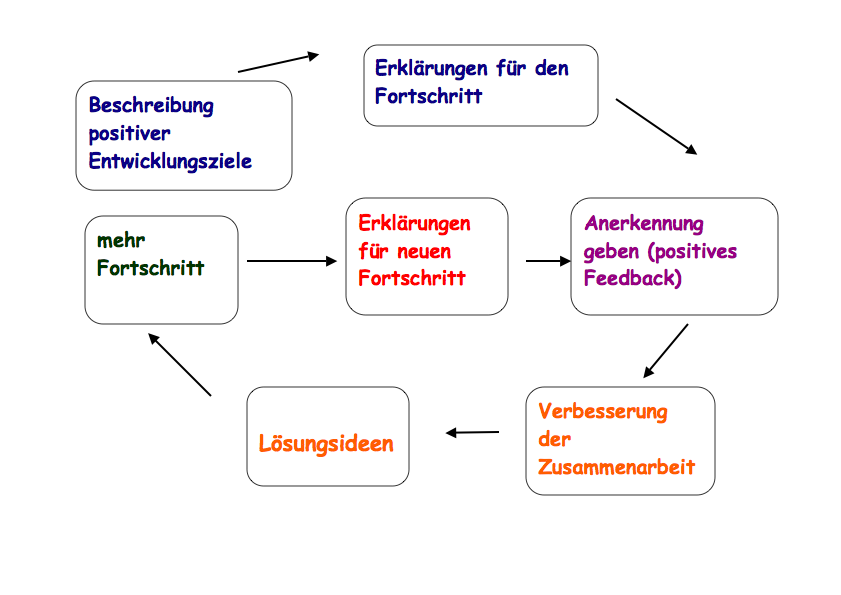 Beschreibung
positiver
Entwicklungsziele
Erklärungen für den
Fortschritt
mehr
Fortschritt
Erklärungen
für neuen
Fortschritt
Anerkennung
geben (positives
Feedback)
Lösungsideen
Verbesserung
der
Zusammenarbeit